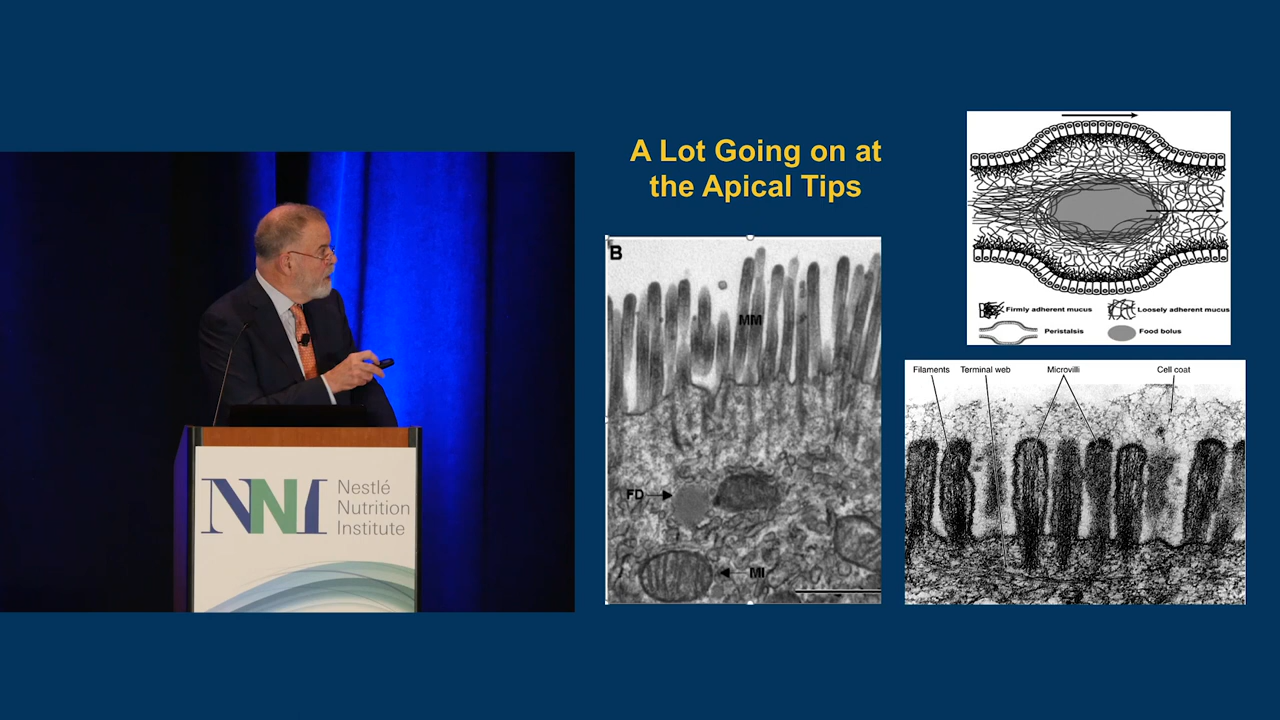 A Lot Going on at
the Apical Tips
B
MM
FD
MI
Firmly adherent mucus
Loosely adherent mucus
Peristalsis
Food bolus
Filaments
Terminal web
Microvilli
Cell coat
NNI
Nestlé
Nutrition
Institute